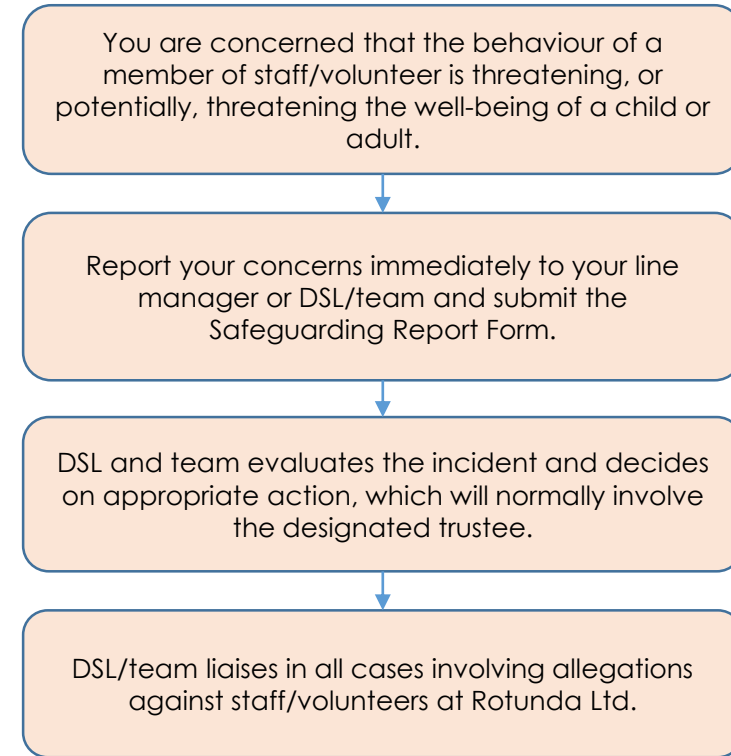 You are concerned that the behaviour of a
member of staff/volunteer is threatening, or
potentially, threatening the well-being of a child or
adult.
Report your concerns immediately to your line
manager or DSL/team and submit the
Safeguarding Report Form.
DSL and team evaluates the incident and decides
on appropriate action, which will normally involve
the designated trustee.
DSL/team liaises in all cases involving allegations
against staff/volunteers at Rotunda Ltd.